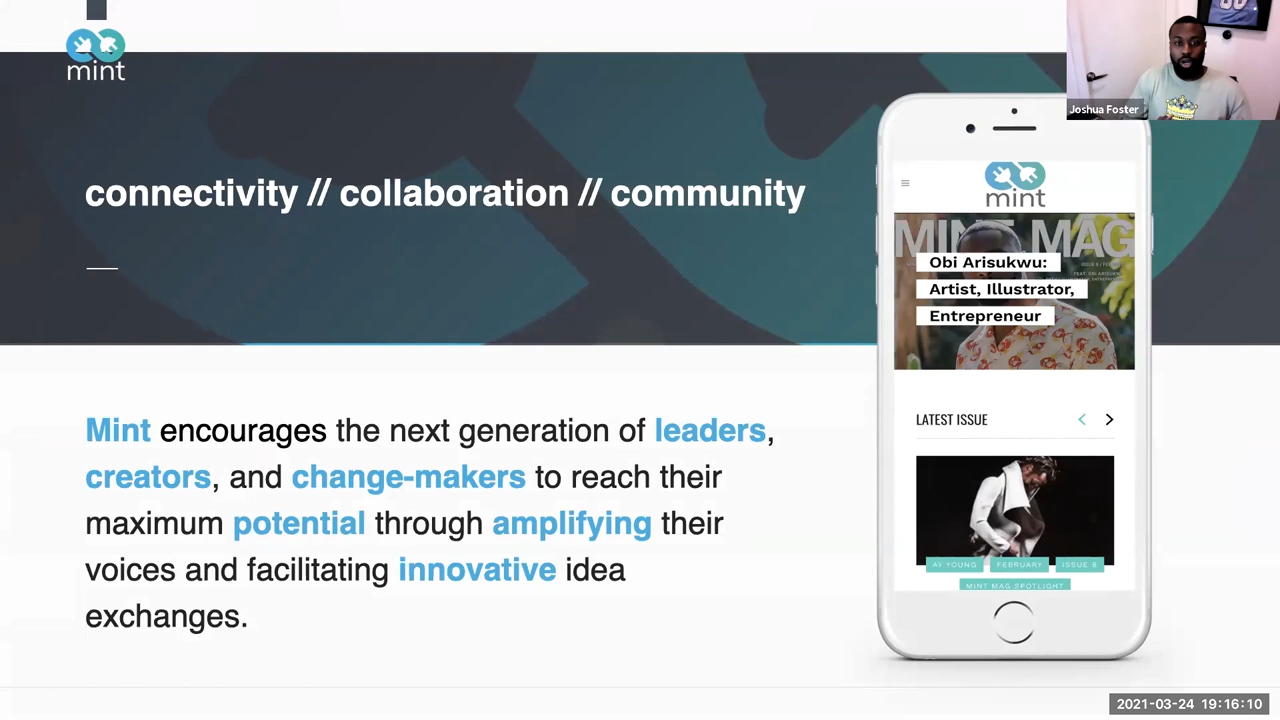 mint
Joshua Foster
connectivity // collaboration // community
mint
MINT MAG
Obi Arisukwu:
Artist, Illustrator,
Entrepreneur
LATEST ISSUE
AY YOUNG
FEBRUARY
ISSUE 8
MINT MAG SPOTLIGHT
Mint encourages the next generation of leaders,
creators, and change-makers to reach their
maximum potential through amplifying their
voices and facilitating innovative idea
exchanges.
2021-03-24 19:16:10